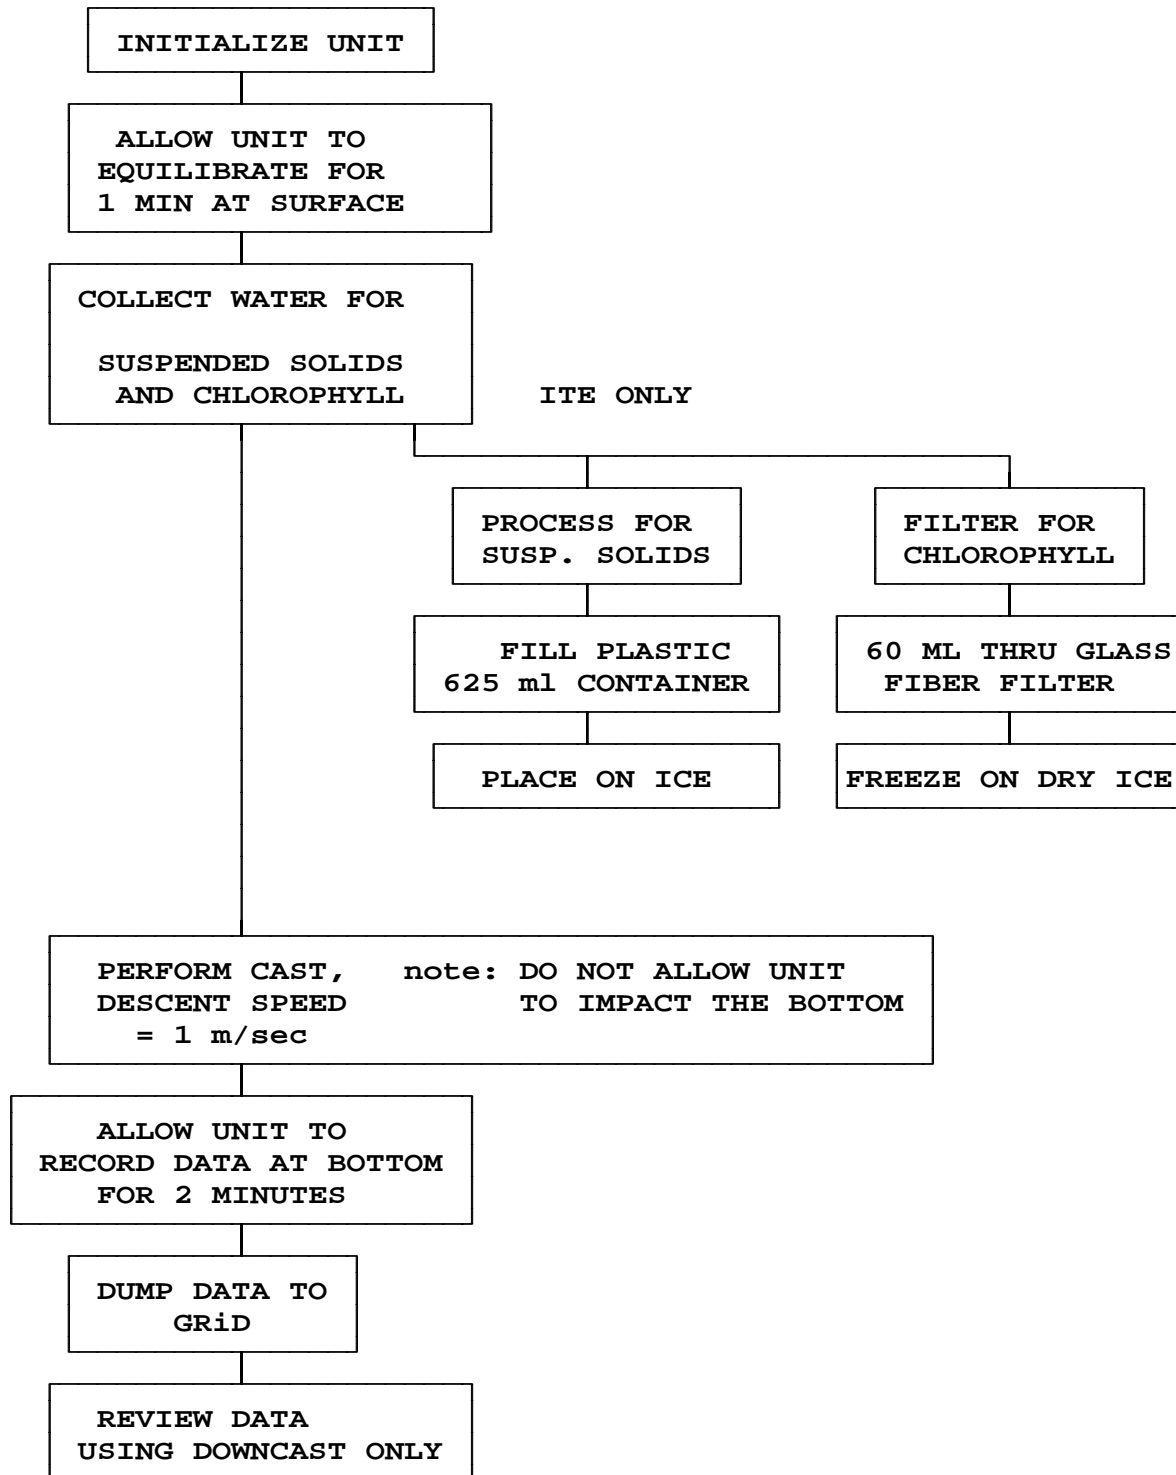 INITIALIZE UNIT
ALLOW UNIT TO
EQUILIBRATE FOR
1 MIN AT SURFACE
COLLECT WATER FOR
SUSPENDED SOLIDS
AND CHLOROPHYLL
ITE ONLY
PROCESS FOR
SUSP. SOLIDS
FILL PLASTIC
625 ml CONTAINER
PLACE ON ICE
FILTER FOR
CHLOROPHYLL
60 ML THRU GLASS
FIBER FILTER
FREEZE ON DRY ICE
PERFORM CAST,
DESCENT SPEED
= 1 m/sec
note: DO NOT ALLOW UNIT
TO IMPACT THE BOTTOM
ALLOW UNIT TO
RECORD DATA AT BOTTOM
FOR 2 MINUTES
DUMP DATA TO
GRiD
REVIEW DATA
USING DOWNCAST ONLY